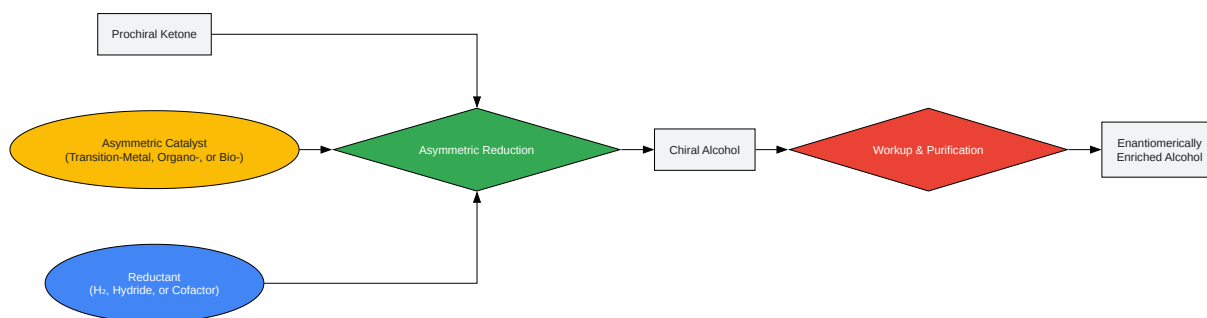 Prochiral Ketone
Asymmetric Catalyst
(Transition-Metal, Organo-, or Bio-)
Asymmetric Reduction
Chiral Alcohol
Workup & Purification
Enantiomerically
Enriched Alcohol
Reductant
(H₂, Hydride, or Cofactor)